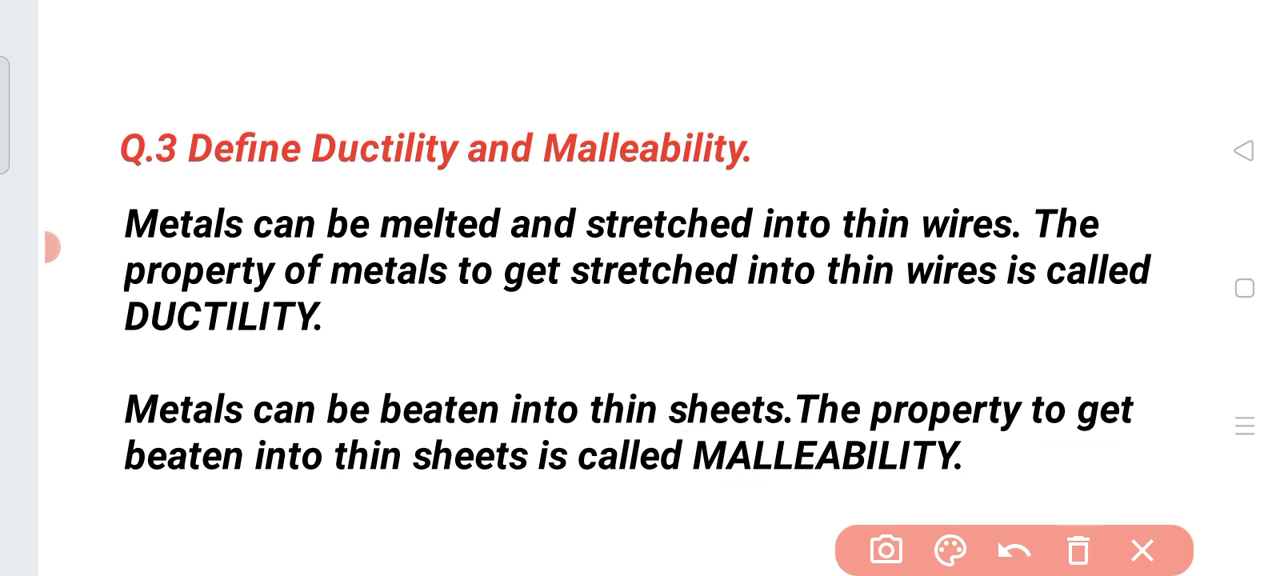 Q.3 Define Ductility and Malleability.
Metals can be melted and stretched into thin wires. The
property of metals to get stretched into thin wires is called
DUCTILITY.
Metals can be beaten into thin sheets.The property to get
beaten into thin sheets is called MALLEABILITY.